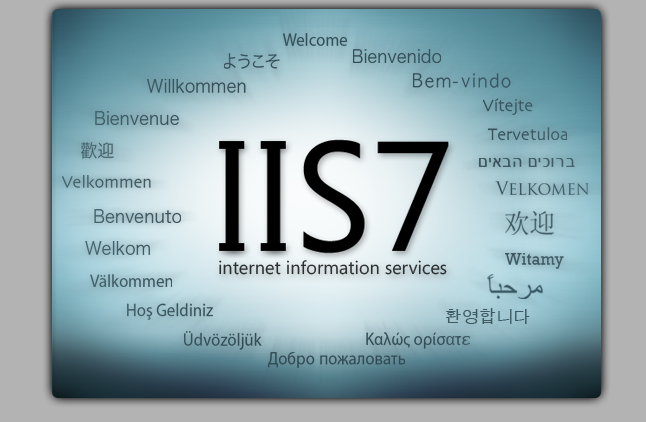 Welcome
Bienvenido
ようこそ
Bem-vindo
Willkommen
Vítejte
Bienvenue
Tervetuloa
歡迎
ברוכים הבאים
Velkommen
VELKOMEN
Benvenuto
欢迎
Welkom
Witamy
Välkommen
مرحباً
Hoş Geldiniz
환영합니다
Üdvözöljük
Καλώς ορίσατε
Добро пожаловать
IIS7
internet information services